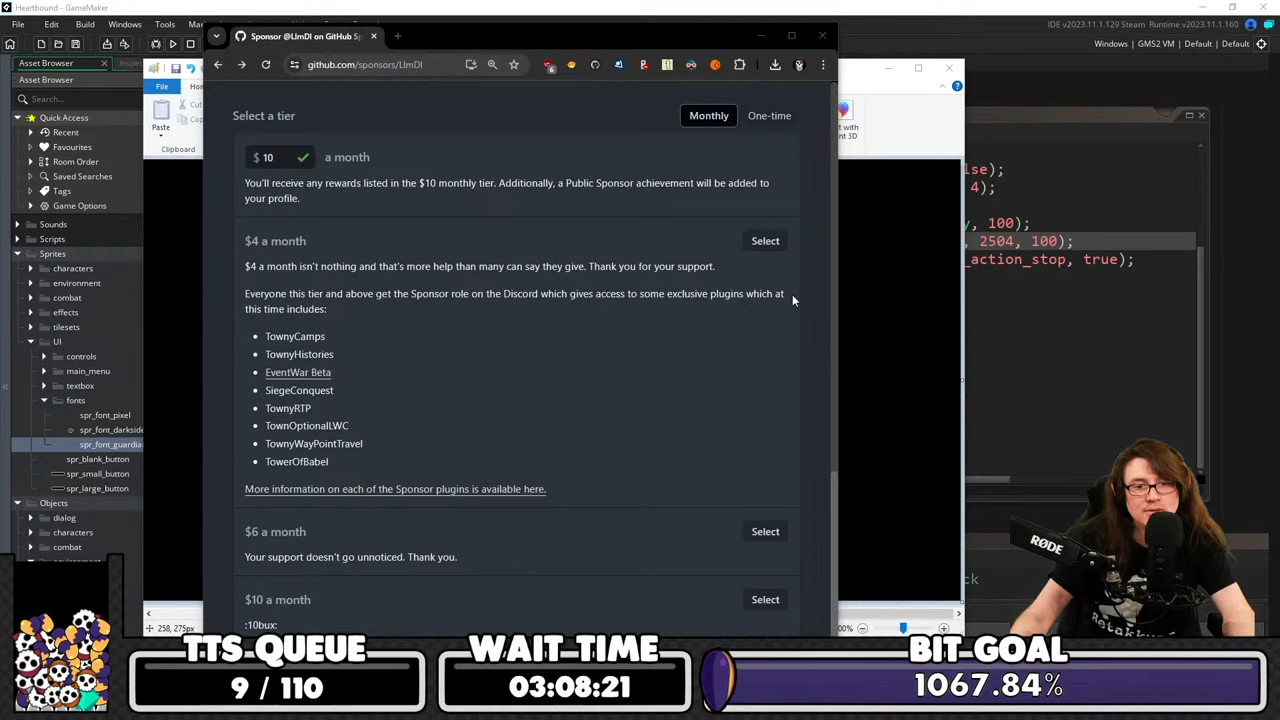 Heartbound - GameMaker
File Edit Build Windows Tools
IDE v2023.11.1.129 Steam Runtime v2023.11.1.160
Windows | GMS2 VM | Default | Default
Asset Browser
Asset Browser
Search...
Quick Access
Recent
Favourites
Room Order
Saved Searches
Tags
Game Options
Sounds
Scripts
Sprites
characters
environment
combat
effects
tilesets
UI
controls
main_menu
textbox
fonts
spr_font_pixel
spr_font_darkside
spr_font_guardia
spr_blank_button
spr_small_button
spr_large_button
Objects
dialog
characters
combat
File
Paste
Clipboard
258, 275px
Sponsor @LlmDl on GitHub Sp
github.com/sponsors/LlmDl
Select a tier
Monthly One-time
$ 10 a month
You'll receive any rewards listed in the $10 monthly tier. Additionally, a Public Sponsor achievement will be added to
your profile.
$4 a month Select
$4 a month isn't nothing and that's more help than many can say they give. Thank you for your support.
Everyone this tier and above get the Sponsor role on the Discord which gives access to some exclusive plugins which at
this time includes:
TownyCamps
TownyHistories
EventWar Beta
SiegeConquest
TownyRTP
TownOptionalLWC
TownyWayPointTravel
TowerOfBabel
More information on each of the Sponsor plugins is available here.
$6 a month Select
Your support doesn't go unnoticed. Thank you.
$10 a month Select
:10bux:
4);
, 100);
, 2504, 100);
_action_stop, true);
RØDE
TTS QUEUE
9 / 110
WAIT TIME
03:08:21
BIT GOAL
1067.84%